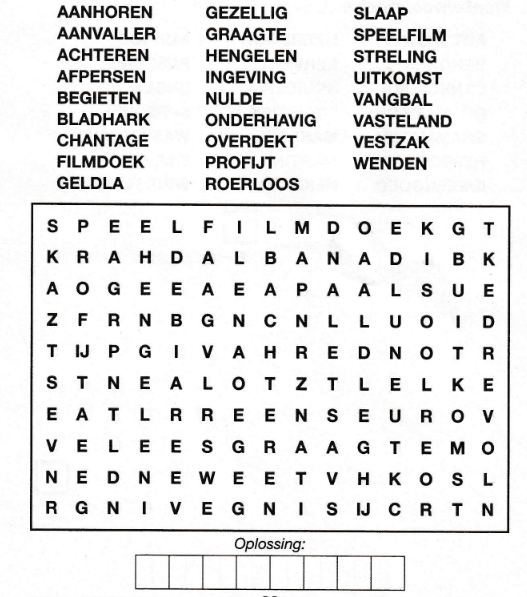 AANHOREN GEZELLIG SLAAP
AANVALLER GRAAGTE SPEELFILM
ACHTEREN HENGELEN STELING
AFPERSEN INGEVING UITKOMST
BEGIETEN NULDE VANGBAL
BLADHARK ONDERHAVIG VASTELAND
CHANTAGE OVERDEKT VESTZAK
FILMDOEK PROFIJT WENDEN
GELDLA ROERLOOS
S P E E L F I L M D O E K G T
K R A H D A L B A N A D I B K
A O G E E A E A P A A L S U E
Z F R N B G N C N L L U O I D
T IJ P G I V A H R E D N O T R
S T N E A L O T Z T L E L K E
E A T L R R E E N S E U R O V
V E L E E S G R A A G T E M O
N E D N E W E E T V H K O S L
R G N I V E G N I S IJ C R T N
Oplossing: